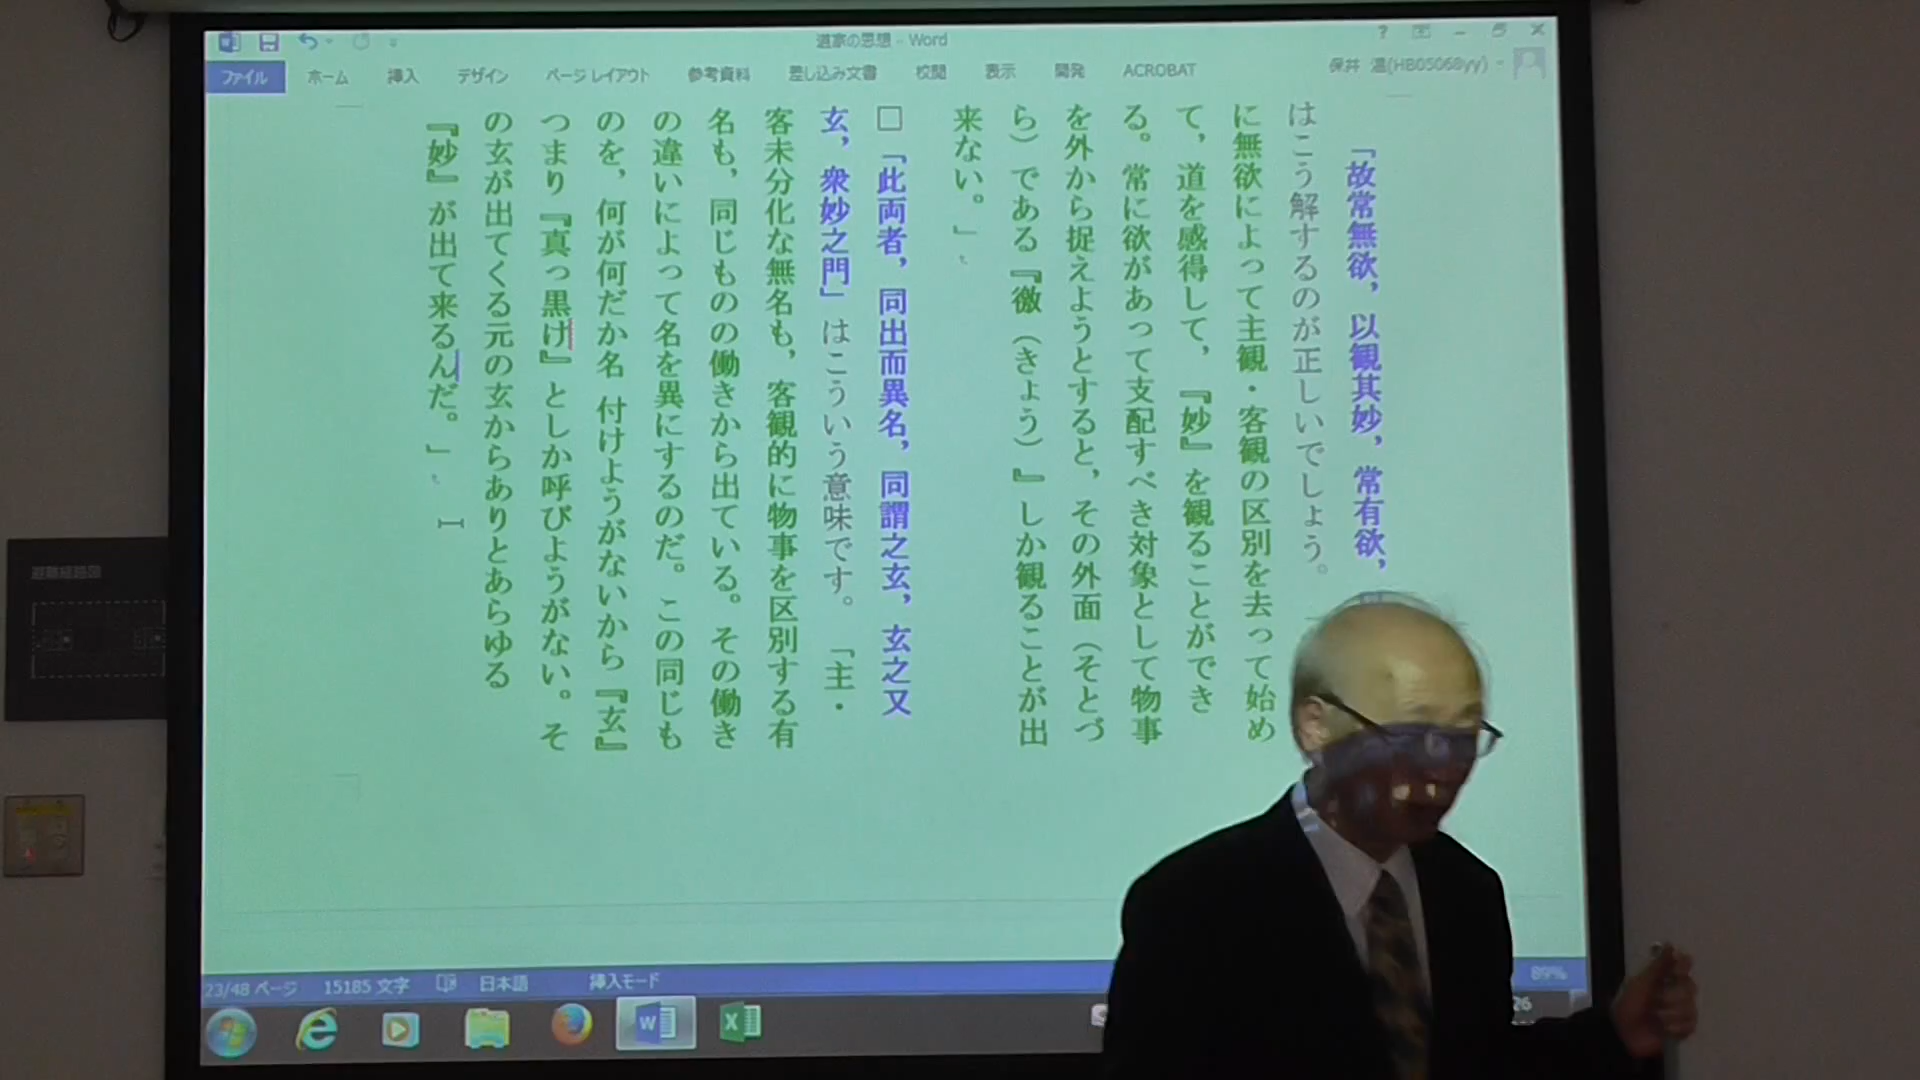 道家の思想 - Word
ファイル
ホーム
挿入
デザイン
ページ レイアウト
参考資料
差し込み文書
校閲
表示
開発
ACROBAT
保井 温(HB05068yy)
「故常無欲，以観其妙，常有欲，
はこう解するのが正しいでしょう。
に無欲によって主観・客観の区別を去って始め
て，道を感得して，『妙』を観ることができ
る。常に欲があって支配すべき対象として物事
を外から捉えようとすると，その外面（そとづ
ら）である『徼（きょう）』しか観ることが出
来ない。」
□「此両者，同出而異名，同謂之玄，玄之又
玄，衆妙之門」はこういう意味です。「主・
客未分化な無名も，客観的に物事を区別する有
名も，同じものの働きから出ている。その働き
の違いによって名を異にするのだ。この同じも
のを，何が何だか名 付けようがないから『玄』
つまり『真っ黒け』としか呼びようがない。そ
の玄が出てくる元の玄からありとあらゆる
『妙』が出て来るんだ。」
23/48 ページ
15185 文字
日本語
挿入モード
89%
26
避難経路図